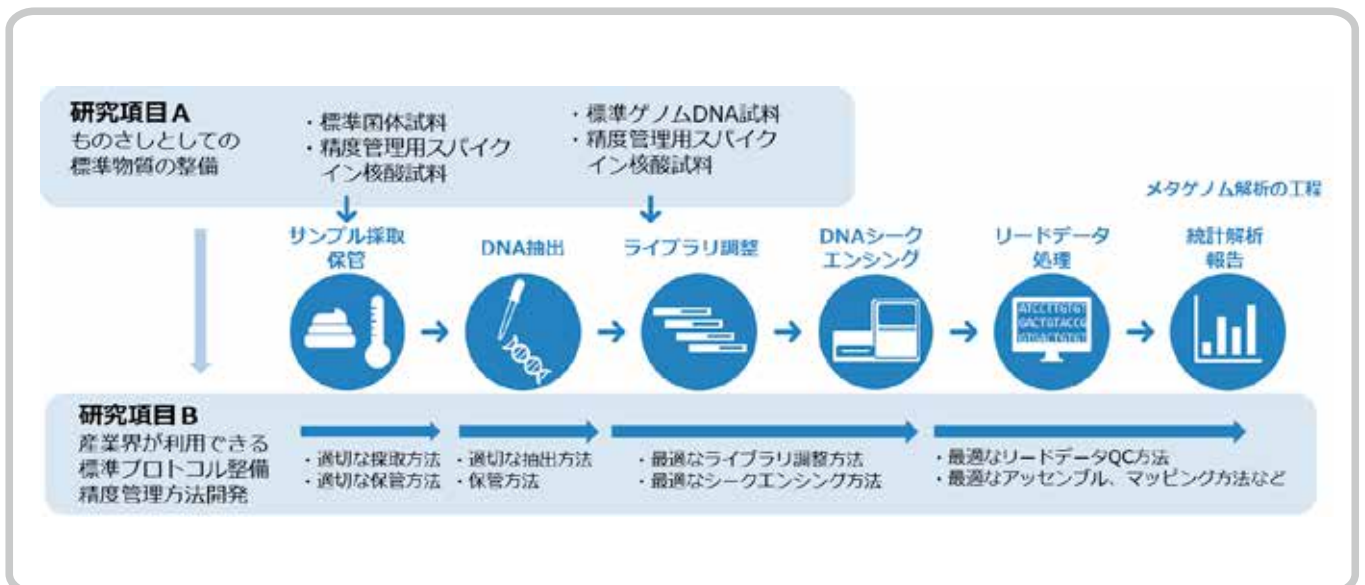 研究項目A
ものさしとしての
標準物質の整備
・標準菌体試料
・精度管理用スパイク
イン核酸試料
・標準ゲノムDNA試料
・精度管理用スパイク
イン核酸試料
メタゲノム解析の工程
サンプル採取
保管
DNA抽出
ライブラリ調整
DNAシーク
エンシング
リードデータ
処理
統計解析
報告
GACTGTACCG
研究項目B
産業界が利用できる
標準プロトコル整備
精度管理方法開発
・適切な採取方法
・適切な保管方法
・適切な抽出方法
・保管方法
・最適なライブラリ調整方法
・最適なシークエンシング方法
・最適なリードデータQC方法
・最適なアッセンブル、マッピング方法など